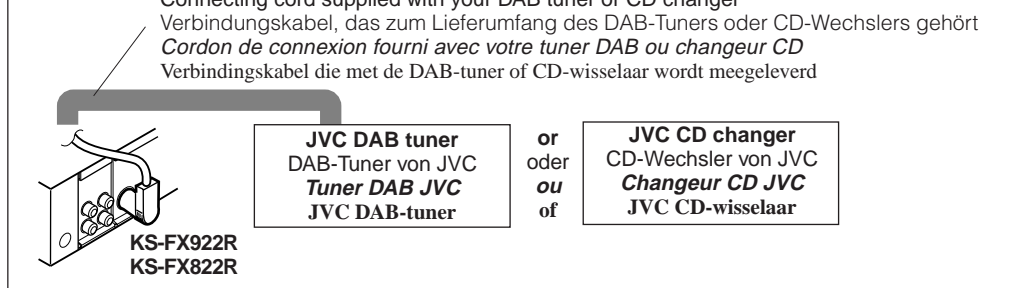 Connecting cord supplied with your DAB tuner or CD changer
Verbindungskabel, das zum Lieferumfang des DAB-Tuners oder CD-Wechslers gehört
Cordon de connexion fourni avec votre tuner DAB ou changeur CD
Verbindingskabel die met de DAB-tuner of CD-wisselaar wordt meegeleverd
JVC DAB tuner
DAB-Tuner von JVC
Tuner DAB JVC
JVC DAB-tuner
or
oder
ou
of
JVC CD changer
CD-Wechsler von JVC
Changeur CD JVC
JVC CD-wisselaar
KS-FX922R
KS-FX822R